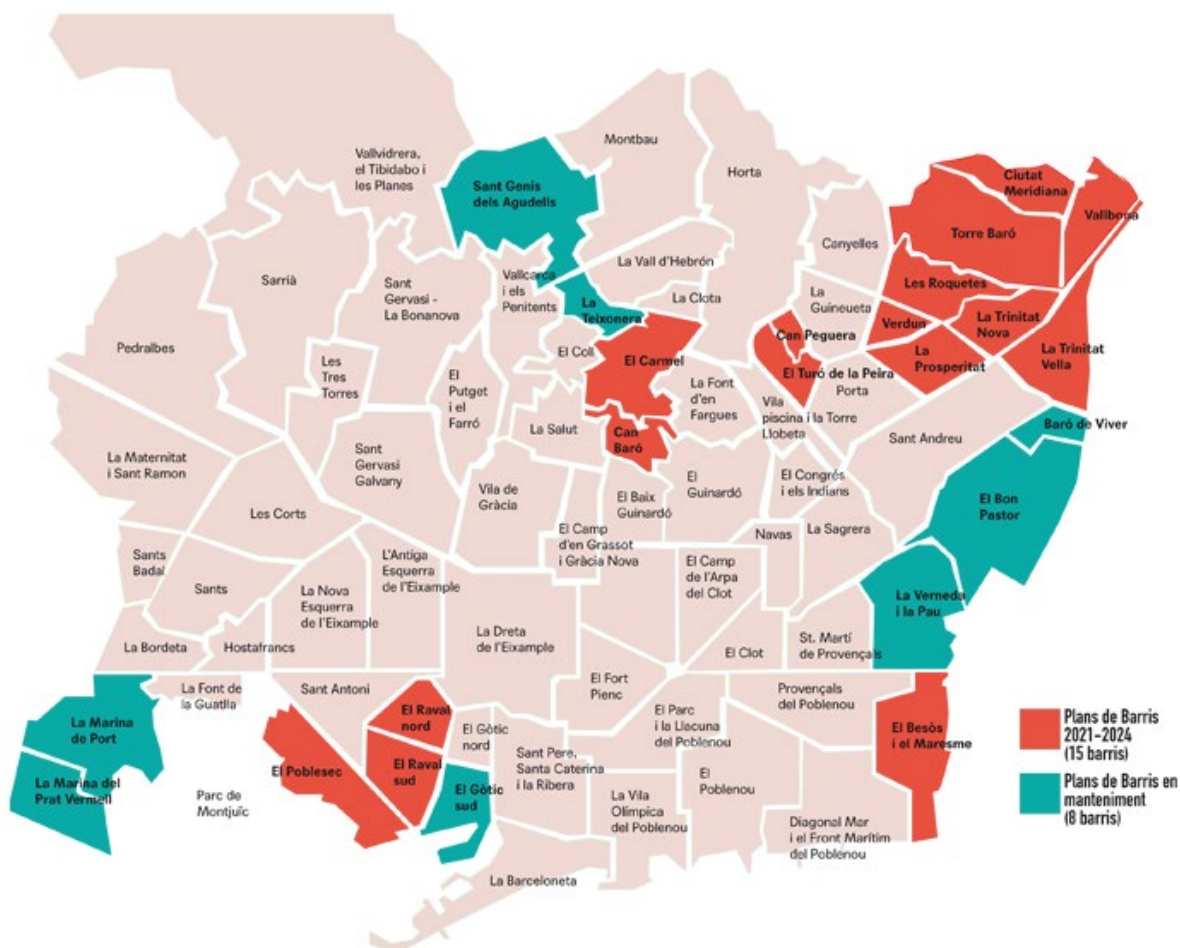 Montbau
Vallvidrera,
el Tibidabo i
les Planes
Sant Genís
dels Agudells
Horta
Ciutat
Meridiana
Vallbona
Torre Baró
Canyelles
La Vall d'Hebrón
Sarrià
Sant
Gervasi -
La Bonanova
Vallcarca
i els
Penitents
La
Teixonera
La Clota
La
Guineueta
Les Roquetes
Verdun
La Trinitat
Nova
Can Peguera
La
Prosperitat
La Trinitat
Vella
Pedralbes
Les
Tres
Torres
El
Putget
i el
Farró
El Coll
El Carmel
La Font
d'en
Fargues
El Turó de la Peira
Porta
Vila
piscina i la Torre
Llobeta
La Salut
Can
Baró
Sant Andreu
Baró de Viver
La Maternitat
i Sant Ramon
Sant
Gervasi
Galvany
Vila de
Gràcia
El Baix
Guinardó
El
Guinardó
El Congrés
i els Indians
El Bon
Pastor
Les Corts
El Camp
d'en Grassot
i Gràcia Nova
Navas
La Sagrera
Sants
Badal
Sants
La Nova
Esquerra
de l'Eixample
L'Antiga
Esquerra
de l'Eixample
El Camp
de l'Arpa
del Clot
La Verneda
i la Pau
La Bordeta
Hostafrancs
La Dreta
de l'Eixample
El Clot
St. Martí
de Provençals
La Font de
la Guatlla
Sant Antoni
El Fort
Pienc
Provençals
del Poblenou
La Marina
de Port
El Raval
nord
El Gòtic
nord
El Parc
i la Llacuna
del Poblenou
El Besòs
i el Maresme
La Marina del
Prat Vermell
Parc de
Montjuïc
El Poblesec
El Raval
sud
El Gòtic
sud
Sant Pere,
Santa Caterina
i la Ribera
La Vila
Olímpica
del Poblenou
El
Poblenou
Diagonal Mar
i el Front Marítim
del Poblenou
La Barceloneta
Plans de Barris
2021-2024
(15 barris)
Plans de Barris en
manteniment
(8 barris)